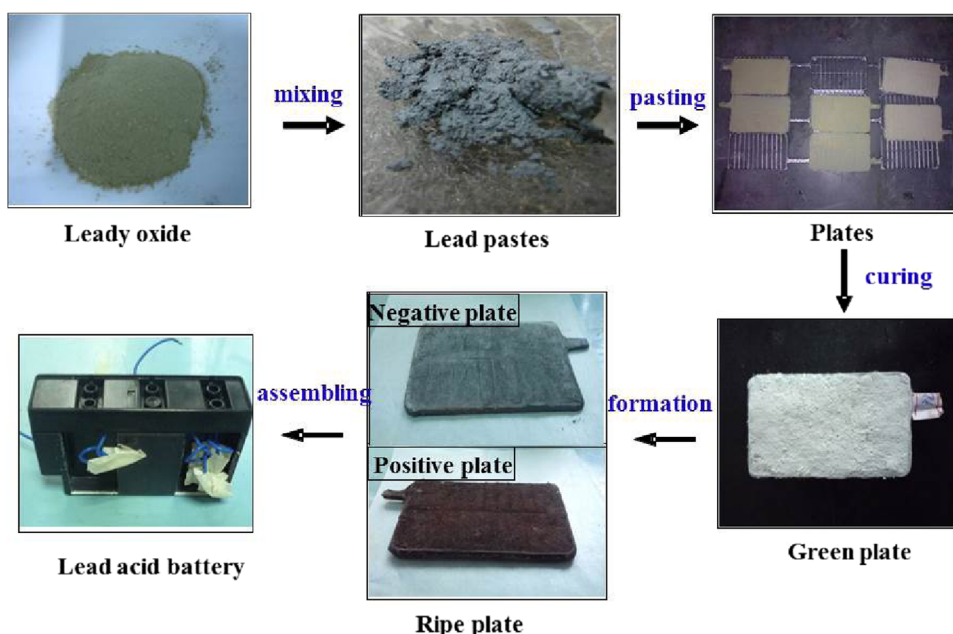 mixing
pasting
Leady oxide
Lead pastes
Plates
curing
Negative plate
assembling
formation
Positive plate
Lead acid battery
Green plate
Ripe plate